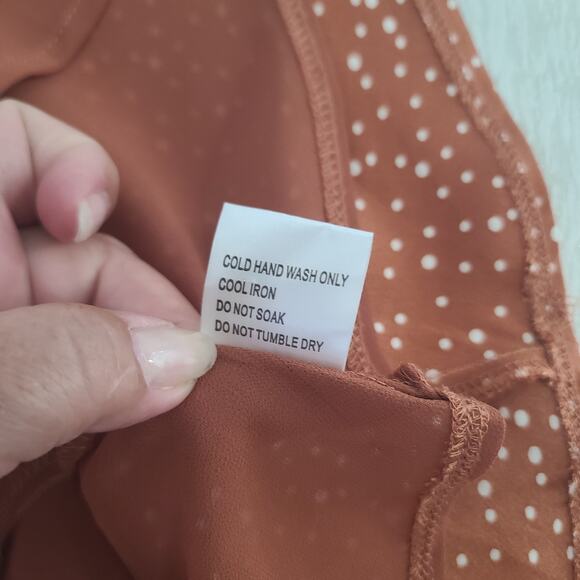 COLD HAND WASH ONLY
COOL IRON
DO NOT SOAK
DO NOT TUMBLE DRY